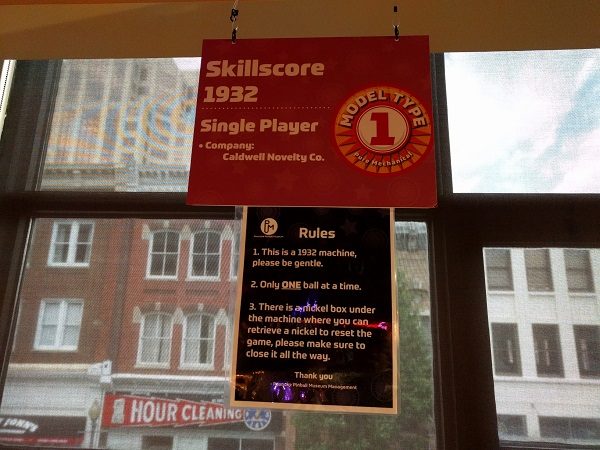 Skillscore
1932
Single Player
• Company:
Caldwell Novelty Co.
MODEL TYPE
1
Pure Mechanical
Rules
1. This is a 1932 machine,
please be gentle.
2. Only ONE ball at a time.
3. There is a nickel box under
the machine where you can
retrieve a nickel to reset the
game, please make sure to
close it all the way.
Thank you
Pinball Museum Management
1 HOUR CLEANING
JOHN'S